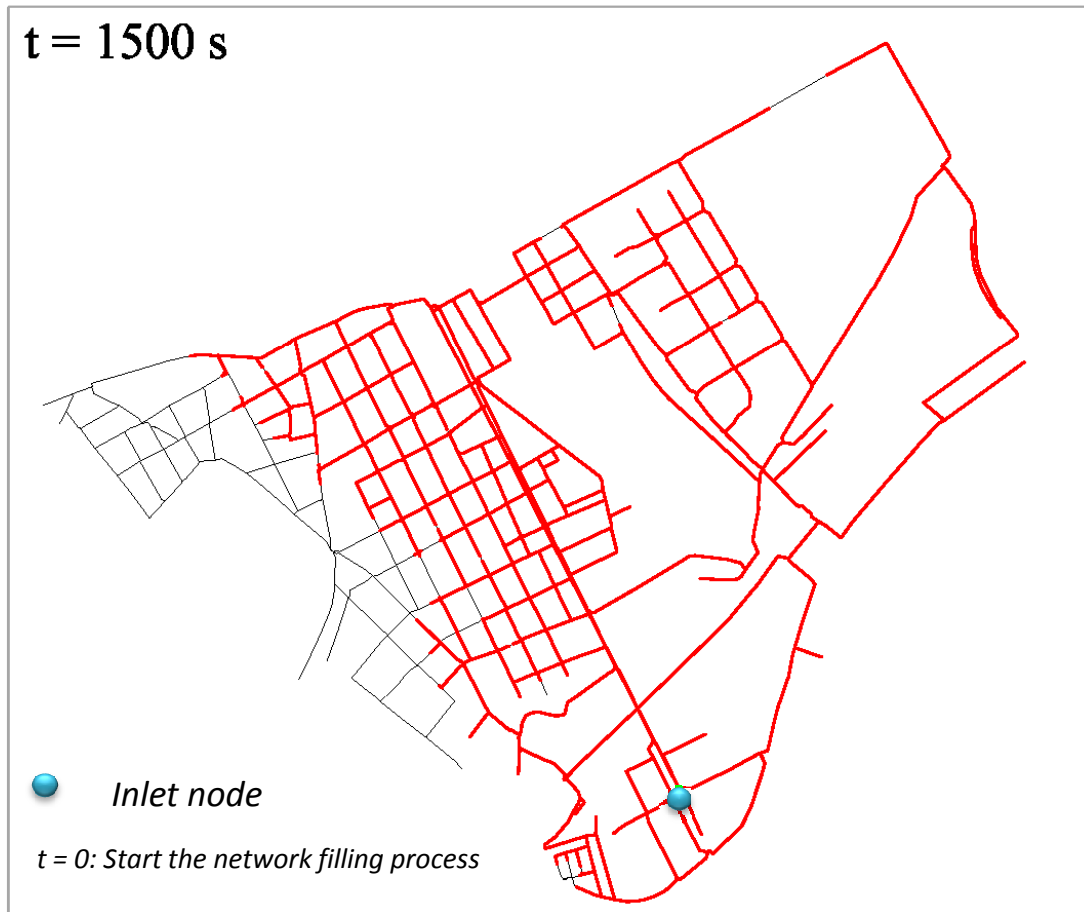 t = 1500 s
Inlet node
t = 0: Start the network filling process